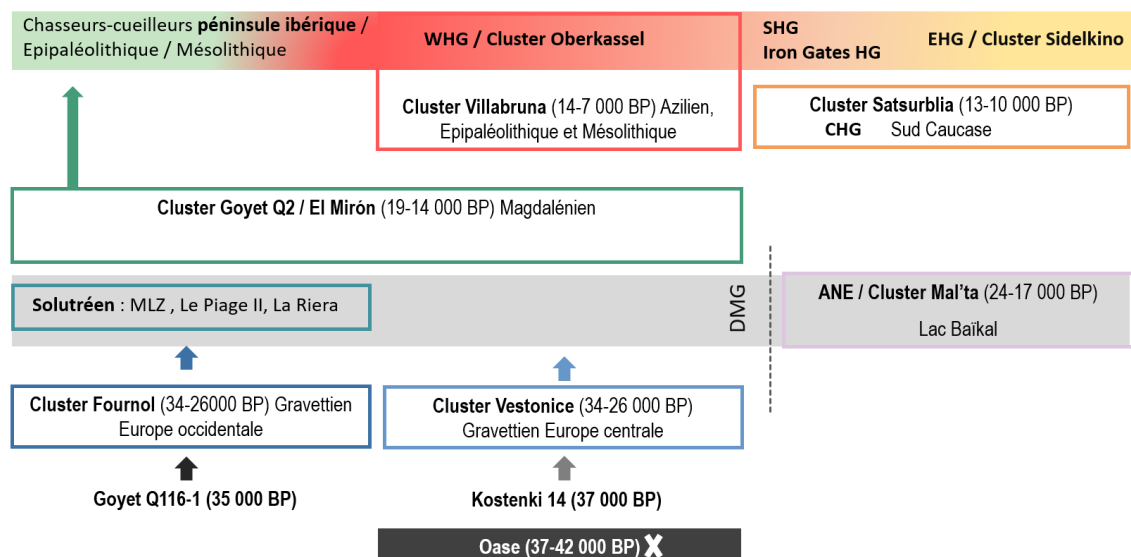 Chasseurs-cueilleurs péninsule ibérique /
Epipaléolithique / Mésolithique
WHG / Cluster Oberkassel
SHG
Iron Gates HG
EHG / Cluster Sidelkino
Cluster Villabruna (14-7 000 BP) Azilien,
Epipaléolithique et Mésolithique
Cluster Satsurblia (13-10 000 BP)
CHG Sud Caucase
Cluster Goyet Q2 / El Mirón (19-14 000 BP) Magdalénien
Solutréen : MLZ , Le Piage II, La Riera
DMG
ANE / Cluster Mal’ta (24-17 000 BP)
Lac Baïkal
Cluster Fournol (34-26000 BP) Gravettien
Europe occidentale
Cluster Vestonice (34-26 000 BP)
Gravettien Europe centrale
Goyet Q116-1 (35 000 BP)
Kostenki 14 (37 000 BP)
Oase (37-42 000 BP)